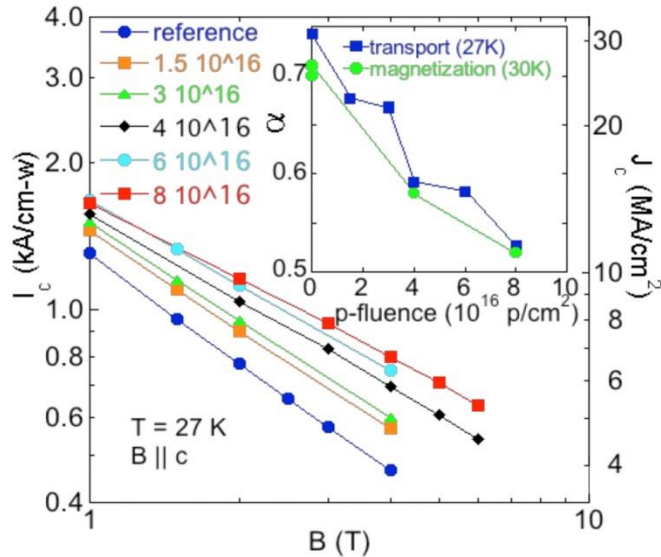 4.0
3.0
2.0
1.0
0.8
0.6
0.4
I_c (kA/cm-w)
reference
1.5 10^16
3 10^16
4 10^16
6 10^16
8 10^16
T = 27 K
B || c
1
10
B (T)
transport (27K)
magnetization (30K)
0.7
0.6
0.5
α
0
2
4
6
8
10
p-fluence (10^16 p/cm^2)
30
20
10
8
6
4
J_c (MA/cm^2)